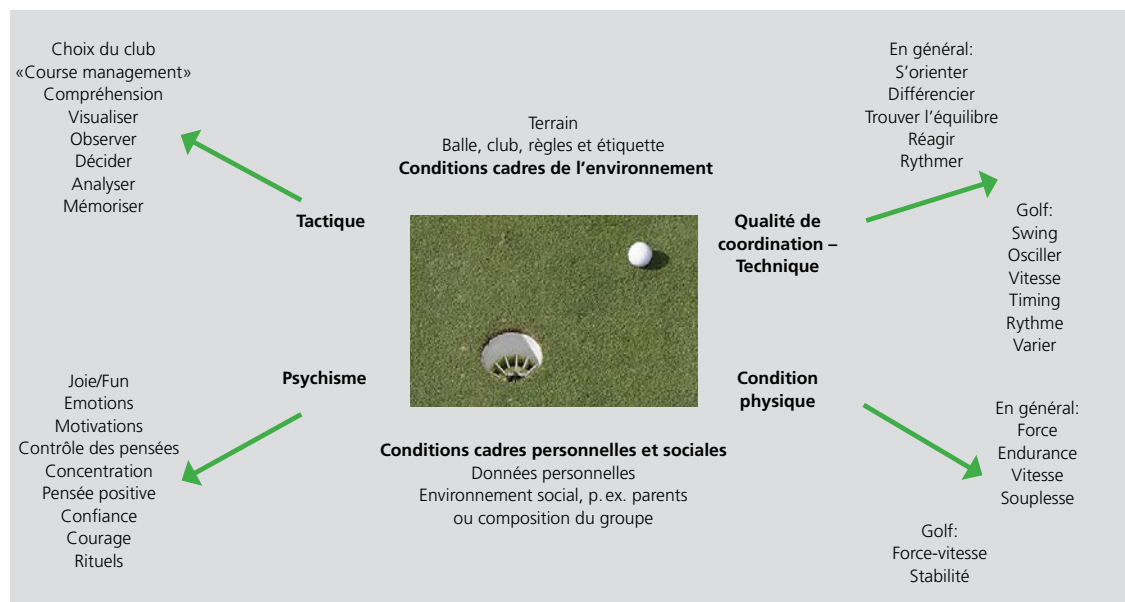 Choix du club
«Course management»
Compréhension
Visualiser
Observer
Décider
Analyser
Mémoriser
Tactique
Terrain
Balle, club, règles et étiquette
Conditions cadres de l'environnement
En général:
S'orienter
Différencier
Trouver l'équilibre
Réagir
Rythmer
Qualité de
coordination –
Technique
Golf:
Swing
Osciller
Vitesse
Timing
Rythme
Varier
Psychisme
Joie/Fun
Emotions
Motivations
Contrôle des pensées
Concentration
Pensée positive
Confiance
Courage
Rituels
Conditions cadres personnelles et sociales
Données personnelles
Environnement social, p. ex. parents
ou composition du groupe
Condition
physique
En général:
Force
Endurance
Vitesse
Souplesse
Golf:
Force-vitesse
Stabilité